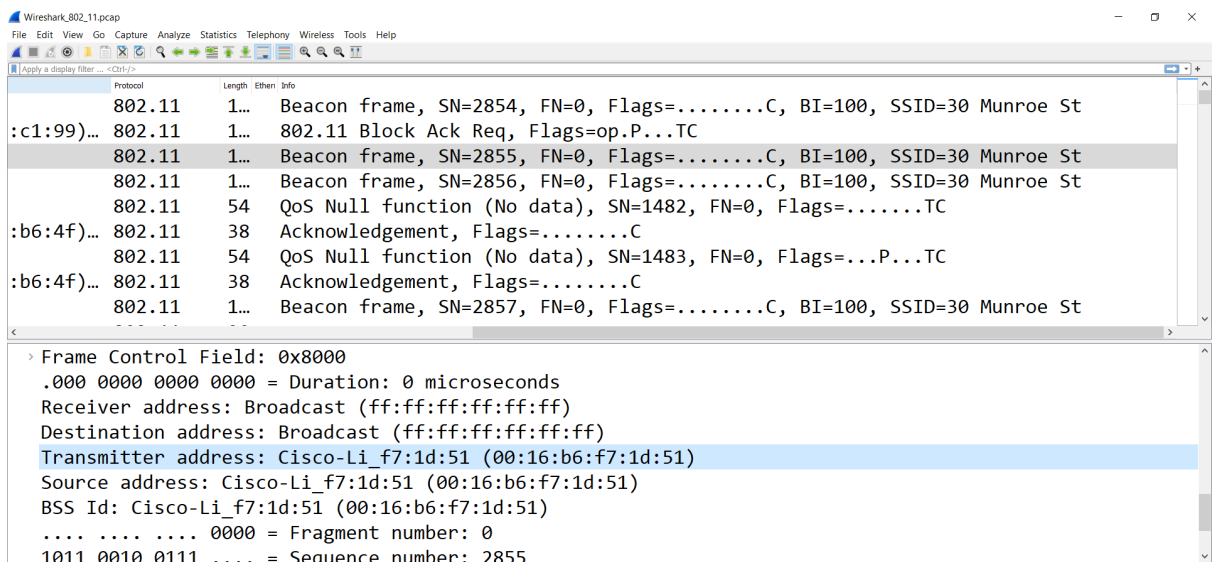 Wireshark_802_11.pcap
File Edit View Go Capture Analyze Statistics Telephony Wireless Tools Help
Apply a display filter ... <Ctrl-/>
Protocol Length Ethen Info
802.11 1… Beacon frame, SN=2854, FN=0, Flags=........C, BI=100, SSID=30 Munroe St
:c1:99)… 802.11 1… 802.11 Block Ack Req, Flags=op.P...TC
802.11 1… Beacon frame, SN=2855, FN=0, Flags=........C, BI=100, SSID=30 Munroe St
802.11 1… Beacon frame, SN=2856, FN=0, Flags=........C, BI=100, SSID=30 Munroe St
802.11 54 QoS Null function (No data), SN=1482, FN=0, Flags=.......TC
:b6:4f)… 802.11 38 Acknowledgement, Flags=........C
802.11 54 QoS Null function (No data), SN=1483, FN=0, Flags=...P...TC
:b6:4f)… 802.11 38 Acknowledgement, Flags=........C
802.11 1… Beacon frame, SN=2857, FN=0, Flags=........C, BI=100, SSID=30 Munroe St
Frame Control Field: 0x8000
.000 0000 0000 0000 = Duration: 0 microseconds
Receiver address: Broadcast (ff:ff:ff:ff:ff:ff)
Destination address: Broadcast (ff:ff:ff:ff:ff:ff)
Transmitter address: Cisco-Li_f7:1d:51 (00:16:b6:f7:1d:51)
Source address: Cisco-Li_f7:1d:51 (00:16:b6:f7:1d:51)
BSS Id: Cisco-Li_f7:1d:51 (00:16:b6:f7:1d:51)
.... .... .... 0000 = Fragment number: 0
1011 0010 0111 .... = Sequence number: 2855